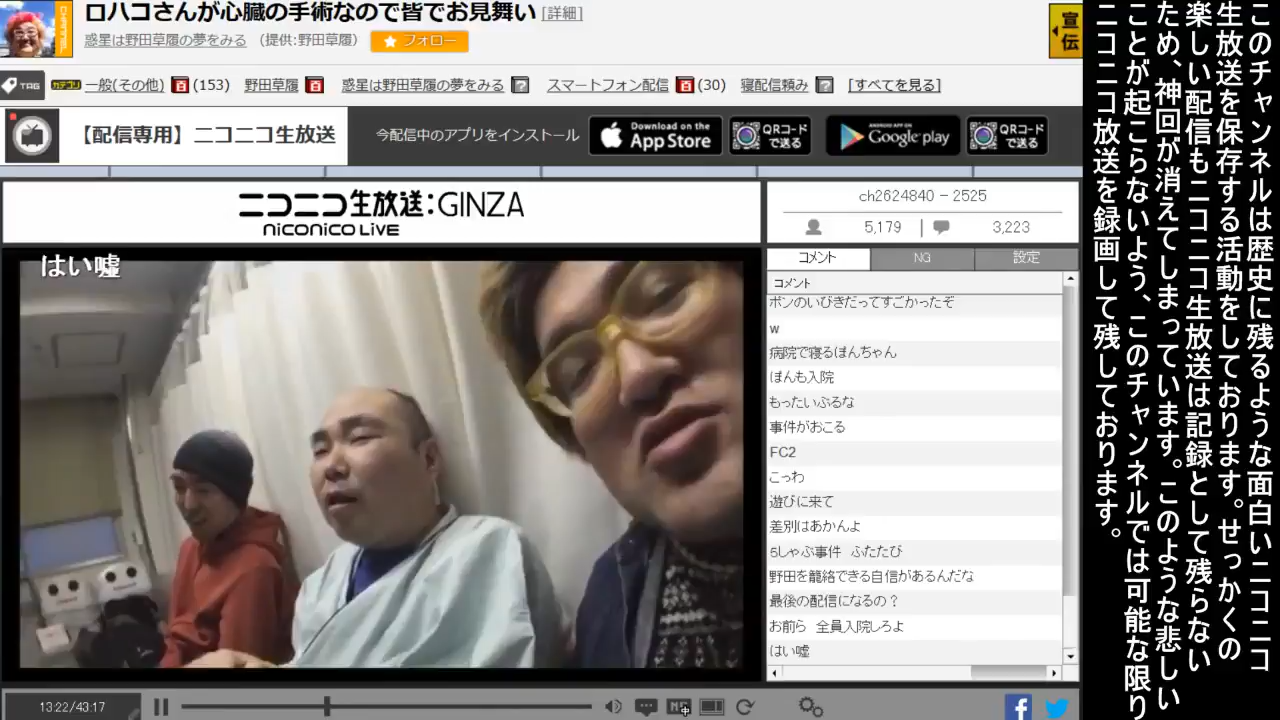 ロハコさんが心臓の手術なので皆でお見舞い [詳細]
惑星は野田草履の夢をみる (提供:野田草履) ★フォロー
CHANNEL
宣伝
TAG カテゴリ 一般(その他) 百 (153) 野田草履 百 惑星は野田草履の夢をみる ? スマートフォン配信 百 (30) 寝配信頼み ? [すべてを見る]
【配信専用】ニコニコ生放送
今配信中のアプリをインストール
Download on the App Store
QRコードで送る
ANDROID APP ON Google play
QRコードで送る
ニコニコ生放送:GINZA
niconico Live
ch2624840 - 2525
5,179 | 3,223
コメント NG 設定
コメント
ボンのいびきだってすごかったぞ
w
病院で寝るぼんちゃん
ぼんも入院
もったいぶるな
事件がおこる
FC2
こっわ
遊びに来て
差別はあかんよ
5しゃぶ事件 ふたたび
野田を籠絡できる自信があるんだな
最後の配信になるの?
お前ら 全員入院しろよ
はい嘘
はい嘘
13:22/43:17
このチャンネルは歴史に残るような面白いニコニコ
生放送を保存する活動をしております。せっかくの
楽しい配信もニコニコ生放送は記録として残らない
ため、神回が消えてしまっています。このような悲しい
ことが起こらないよう、このチャンネルでは可能な限り
ニコニコ放送を録画して残しております。